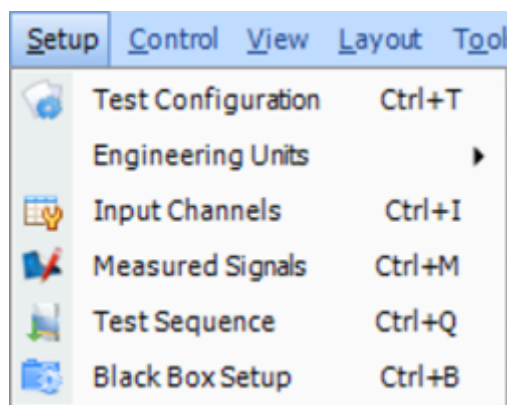 Setup Control View Layout Tool
Test Configuration Ctrl+T
Engineering Units
Input Channels Ctrl+I
Measured Signals Ctrl+M
Test Sequence Ctrl+Q
Black Box Setup Ctrl+B